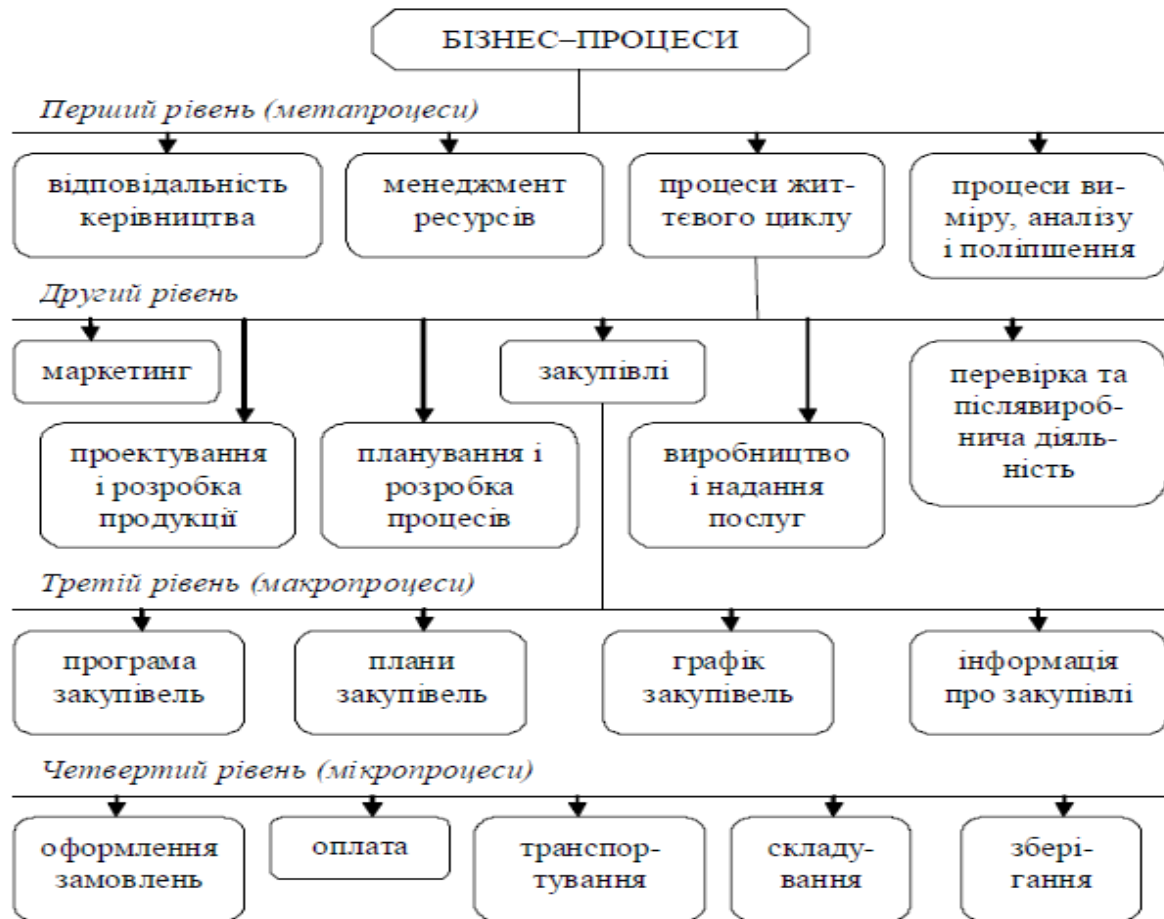 БІЗНЕС–ПРОЦЕСИ
Перший рівень (метапроцеси)
відповідальність
керівництва
менеджмент
ресурсів
процеси жит-
тєвого циклу
процеси ви-
міру, аналізу
і поліпшення
Другий рівень
маркетинг
закупівлі
перевірка та
післявироб-
нича діяль-
ність
проектування
і розробка
продукції
планування і
розробка
процесів
виробництво
і надання
послуг
Третій рівень (макропроцеси)
програма
закупівель
плани
закупівель
графік
закупівель
інформація
про закупівлі
Четвертий рівень (мікропроцеси)
оформлення
замовлень
оплата
транспор-
тування
складу-
вання
збері-
гання